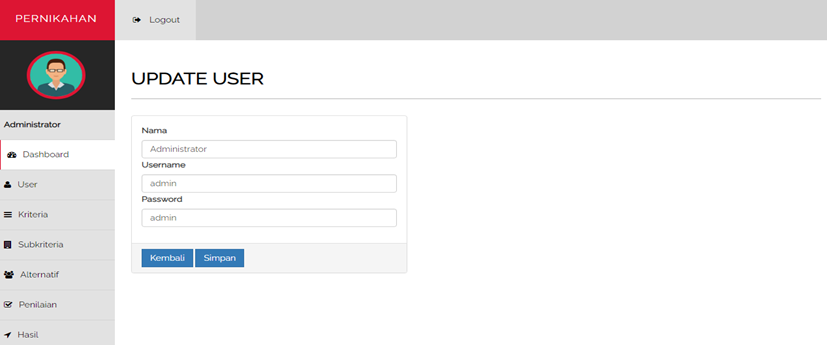 PERNIKAHAN
Logout
Administrator
Dashboard
User
Kriteria
Subkriteria
Alternatif
Penilaian
Hasil
UPDATE USER
Nama
Administrator
Username
admin
Password
admin
Kembali Simpan